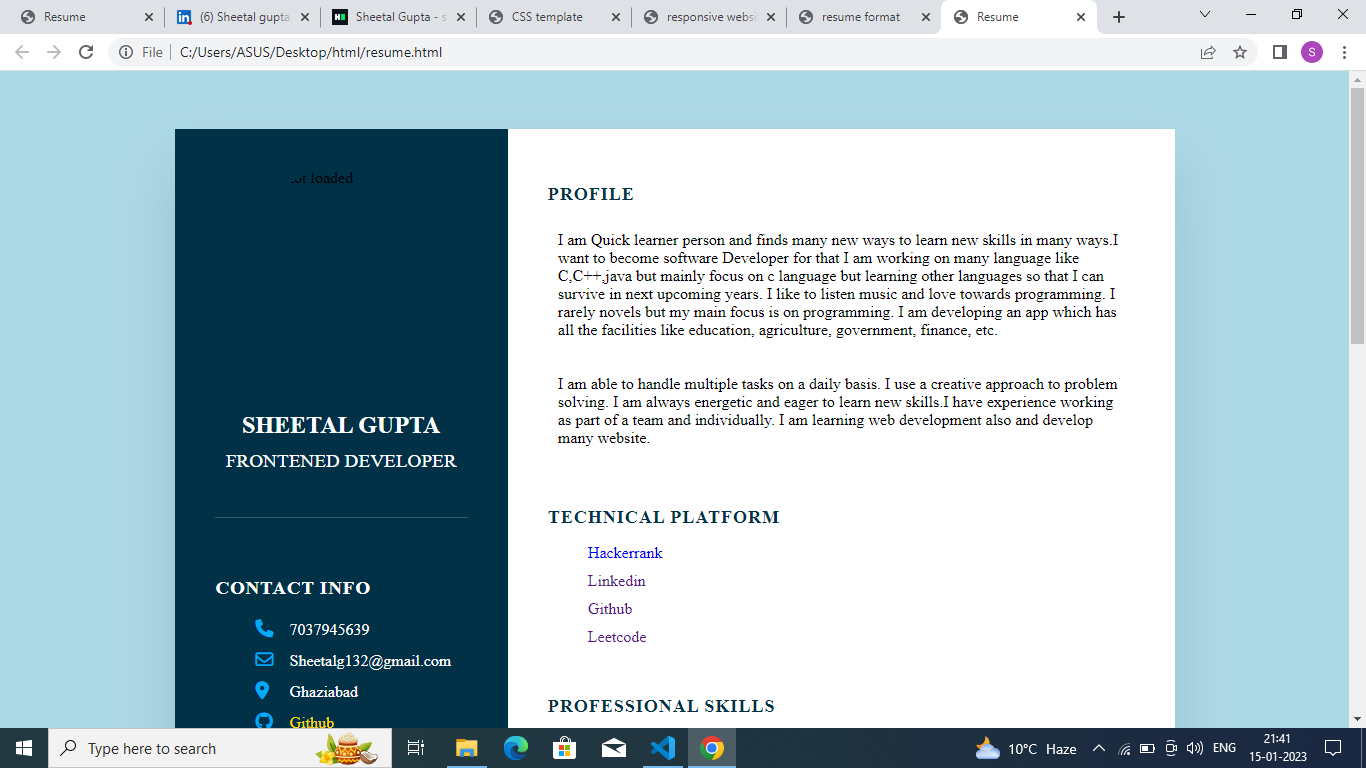 Resume
(6) Sheetal gupta
Sheetal Gupta - s
CSS template
responsive websi
resume format
Resume
File
C:/Users/ASUS/Desktop/html/resume.html
S
loaded
SHEETAL GUPTA
FRONTENED DEVELOPER
CONTACT INFO
7037945639
Sheetalg132@gmail.com
Ghaziabad
Github
PROFILE
I am Quick learner person and finds many new ways to learn new skills in many ways.I
want to become software Developer for that I am working on many language like
C,C++,java but mainly focus on c language but learning other languages so that I can
survive in next upcoming years. I like to listen music and love towards programming. I
rarely novels but my main focus is on programming. I am developing an app which has
all the facilities like education, agriculture, government, finance, etc.
I am able to handle multiple tasks on a daily basis. I use a creative approach to problem
solving. I am always energetic and eager to learn new skills.I have experience working
as part of a team and individually. I am learning web development also and develop
many website.
TECHNICAL PLATFORM
Hackerrank
Linkedin
Github
Leetcode
PROFESSIONAL SKILLS
Type here to search
10°C Haze
ENG
21:41
15-01-2023